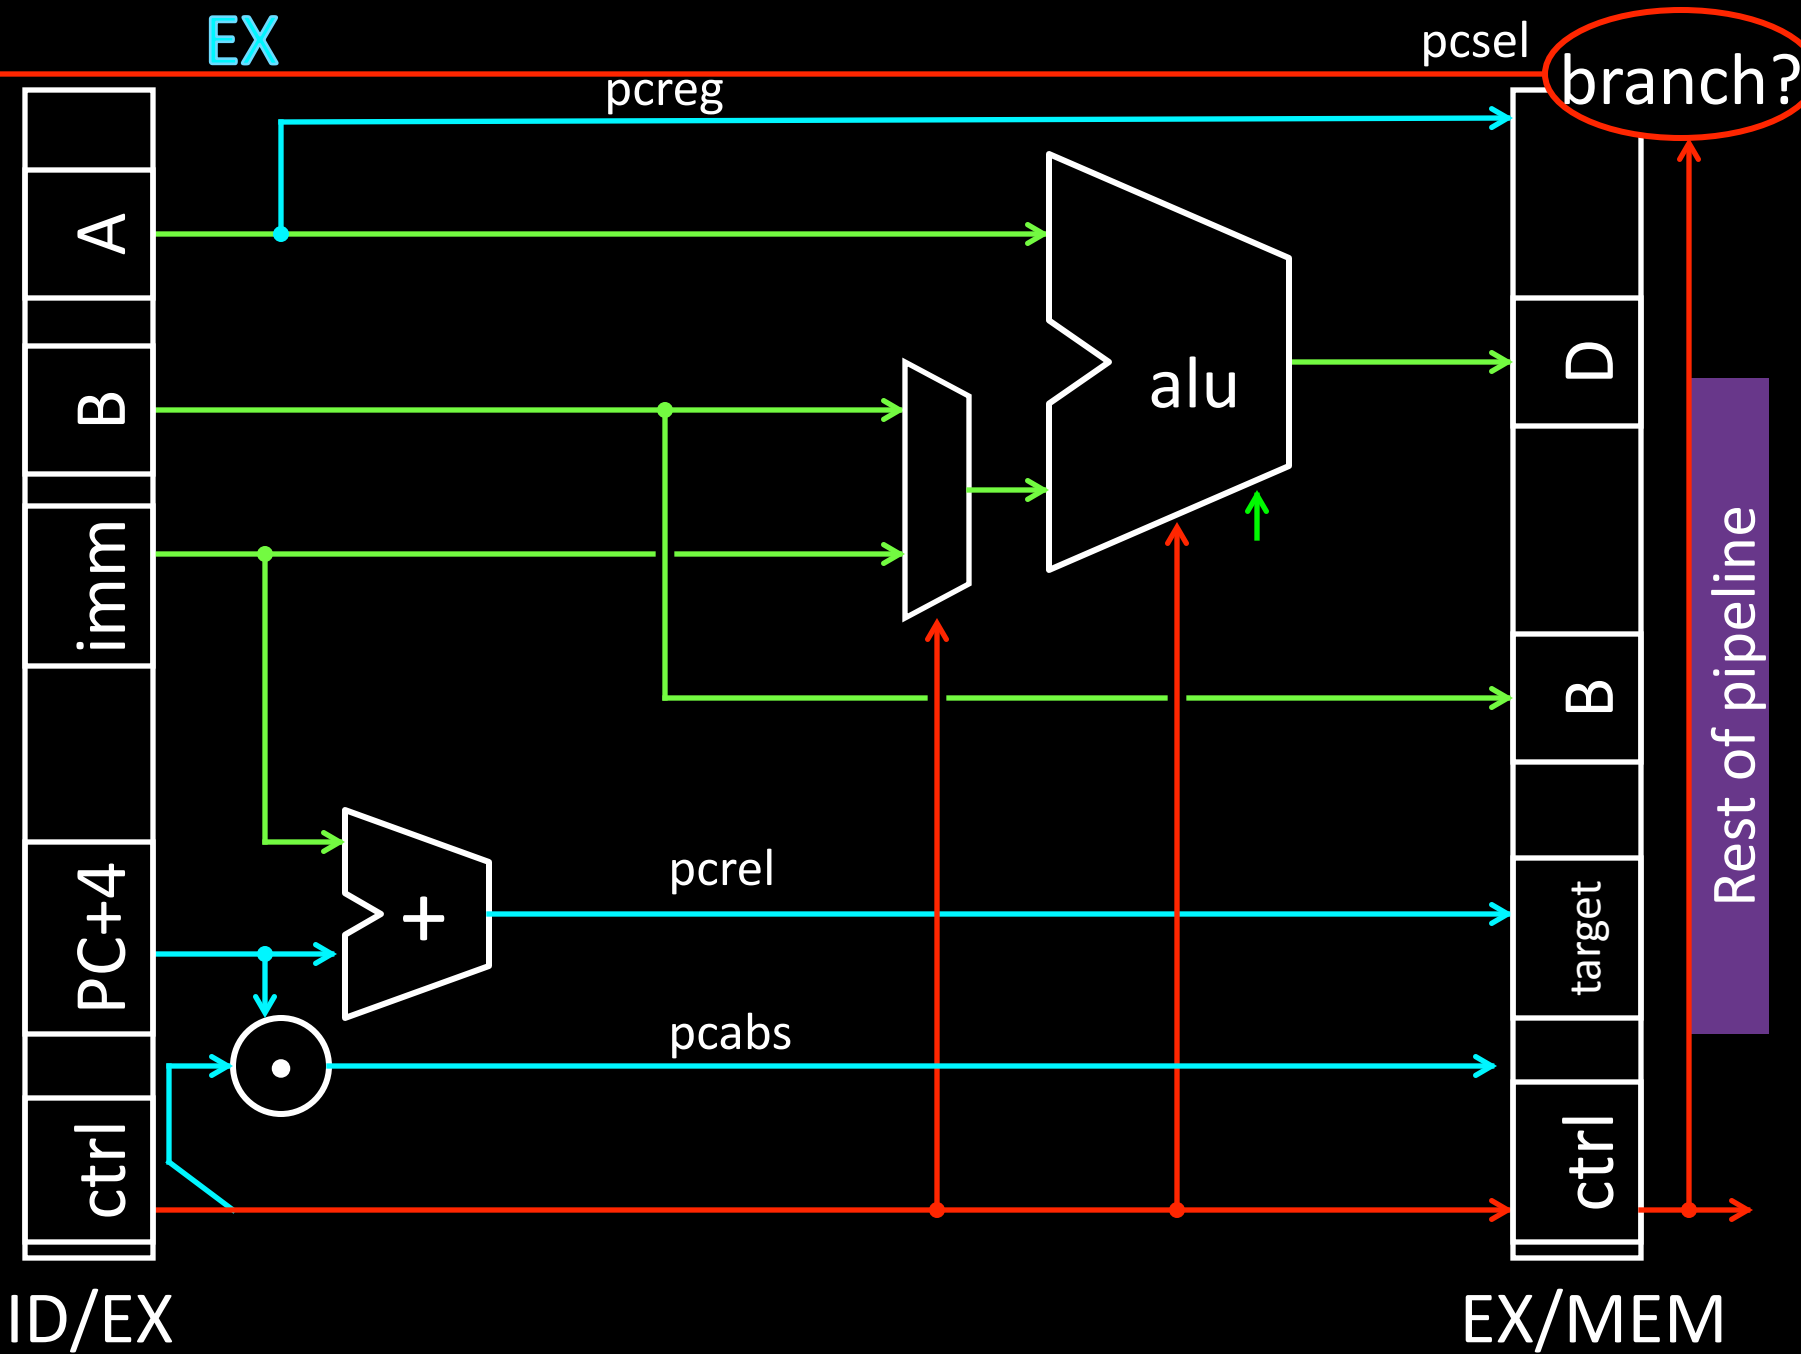 EX
pcsel
branch?
pcreg
A
B
imm
PC+4
ctrl
alu
+
pcrel
pcabs
D
B
target
ctrl
Rest of pipeline
ID/EX
EX/MEM